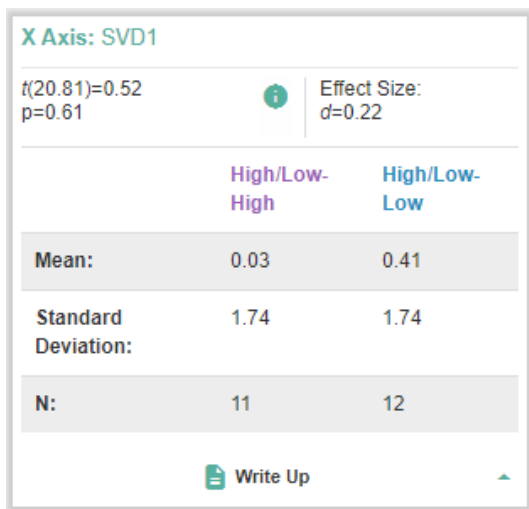 X Axis: SVD1
t(20.81)=0.52
p=0.61
Effect Size:
d=0.22
High/Low-High
High/Low-Low
Mean: 0.03 0.41
Standard Deviation: 1.74 1.74
N: 11 12
Write Up